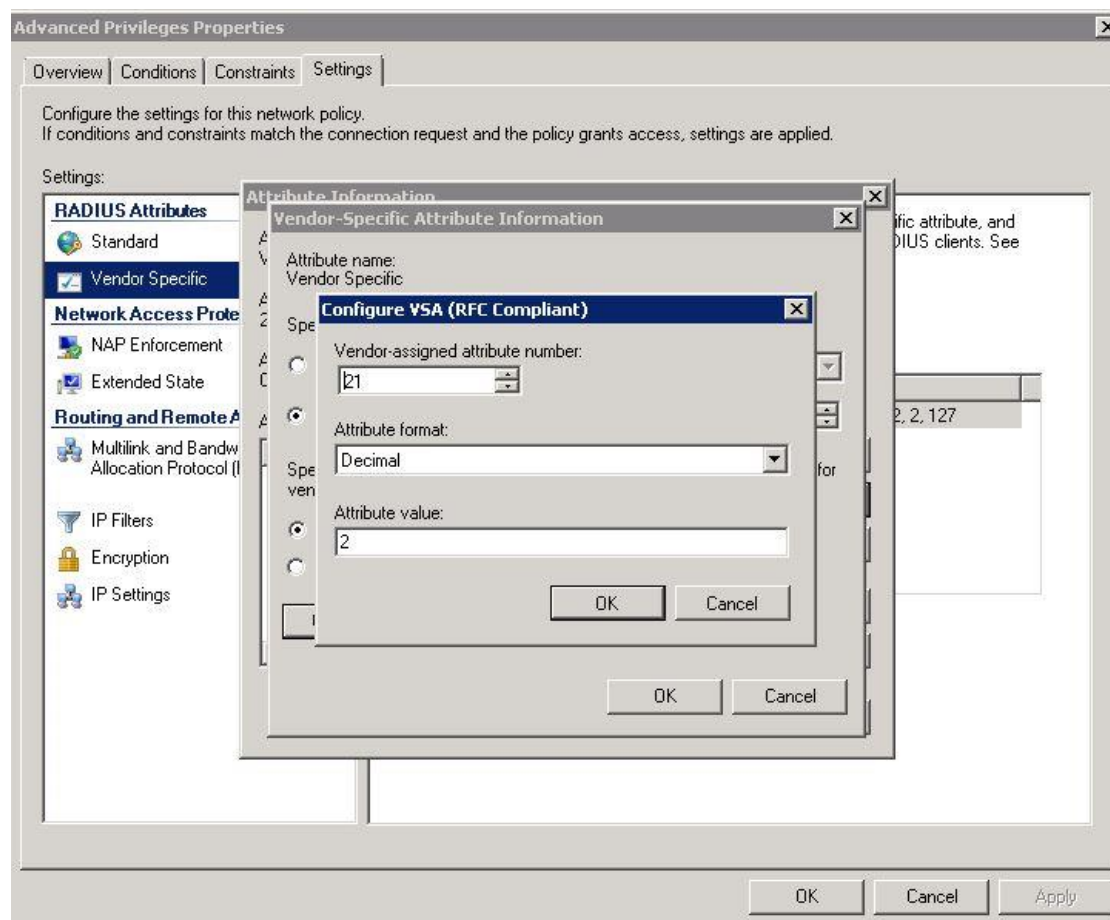 Advanced Privileges Properties
Overview
Conditions
Constraints
Settings
Configure the settings for this network policy.
If conditions and constraints match the connection request and the policy grants access, settings are applied.
Settings:
RADIUS Attributes
Standard
Vendor Specific
Network Access Prote
NAP Enforcement
Extended State
Routing and Remote A
Multilink and Bandw
Allocation Protocol (
IP Filters
Encryption
IP Settings
Attribute Information
Vendor-Specific Attribute Information
Attribute name:
Vendor Specific
Spe
Spe
ven
for
ific attribute, and
DIUS clients. See
2, 2, 127
Configure VSA (RFC Compliant)
Vendor-assigned attribute number:
21
Attribute format:
Decimal
Attribute value:
2
OK
Cancel
OK
Cancel
OK
Cancel
Apply